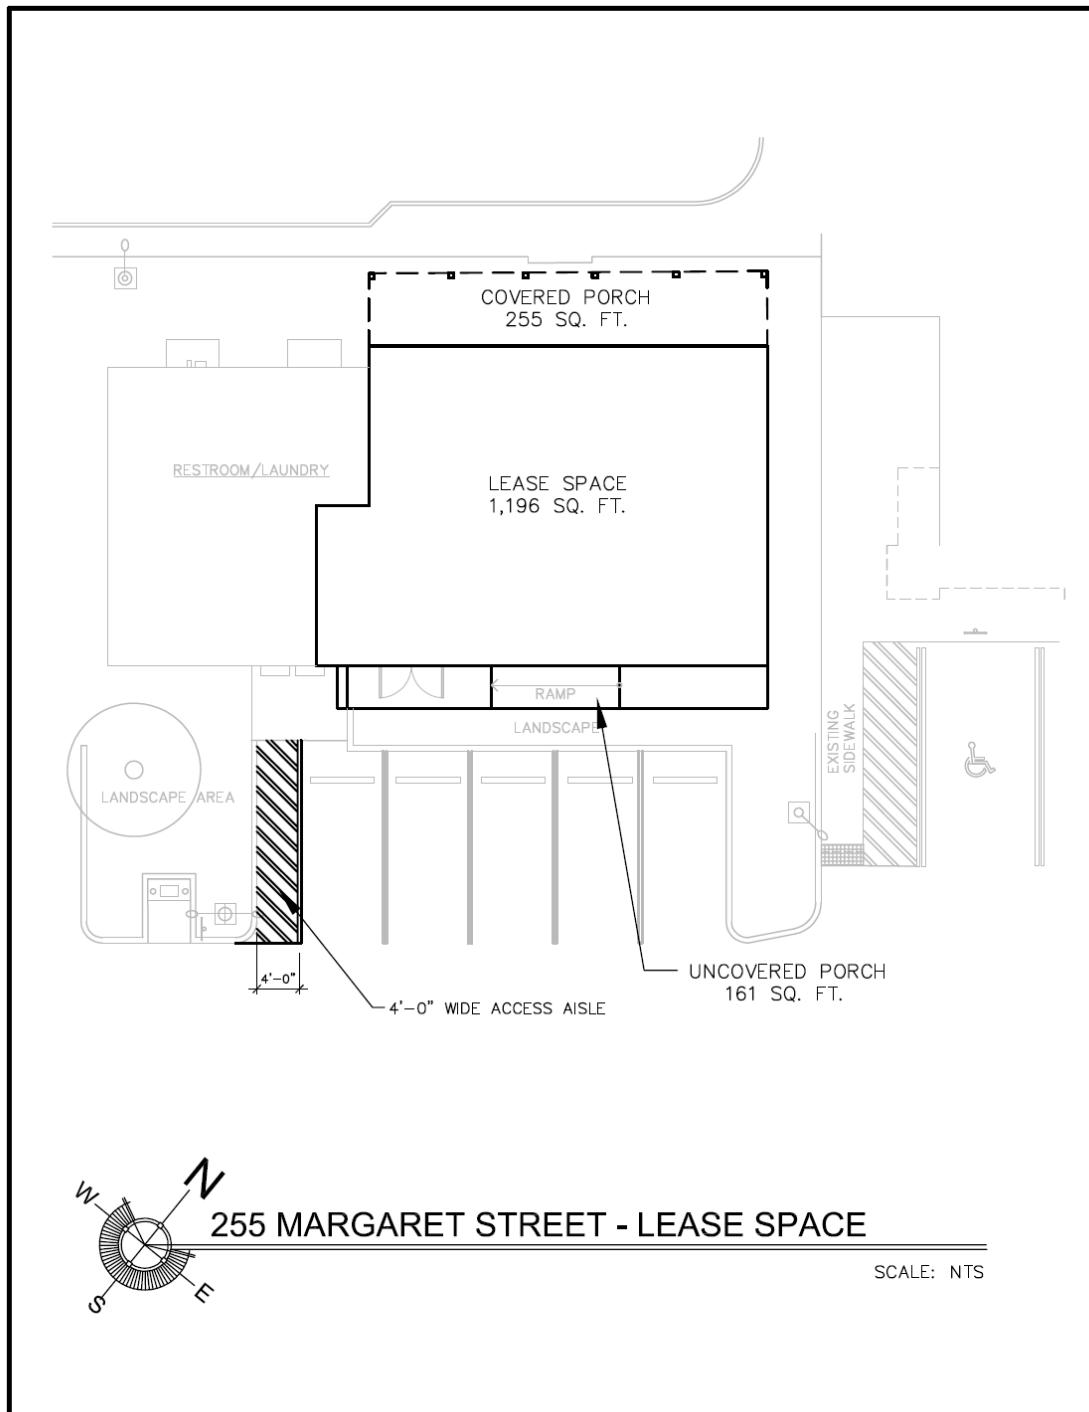 COVERED PORCH
255 SQ. FT.
RESTROOM/LAUNDRY
LEASE SPACE
1,196 SQ. FT.
RAMP
LANDSCAPE
EXISTING
SIDEWALK
LANDSCAPE AREA
UNCOVERED PORCH
161 SQ. FT.
4'-0"
4'-0" WIDE ACCESS AISLE
N
W
S
E
255 MARGARET STREET - LEASE SPACE
SCALE: NTS